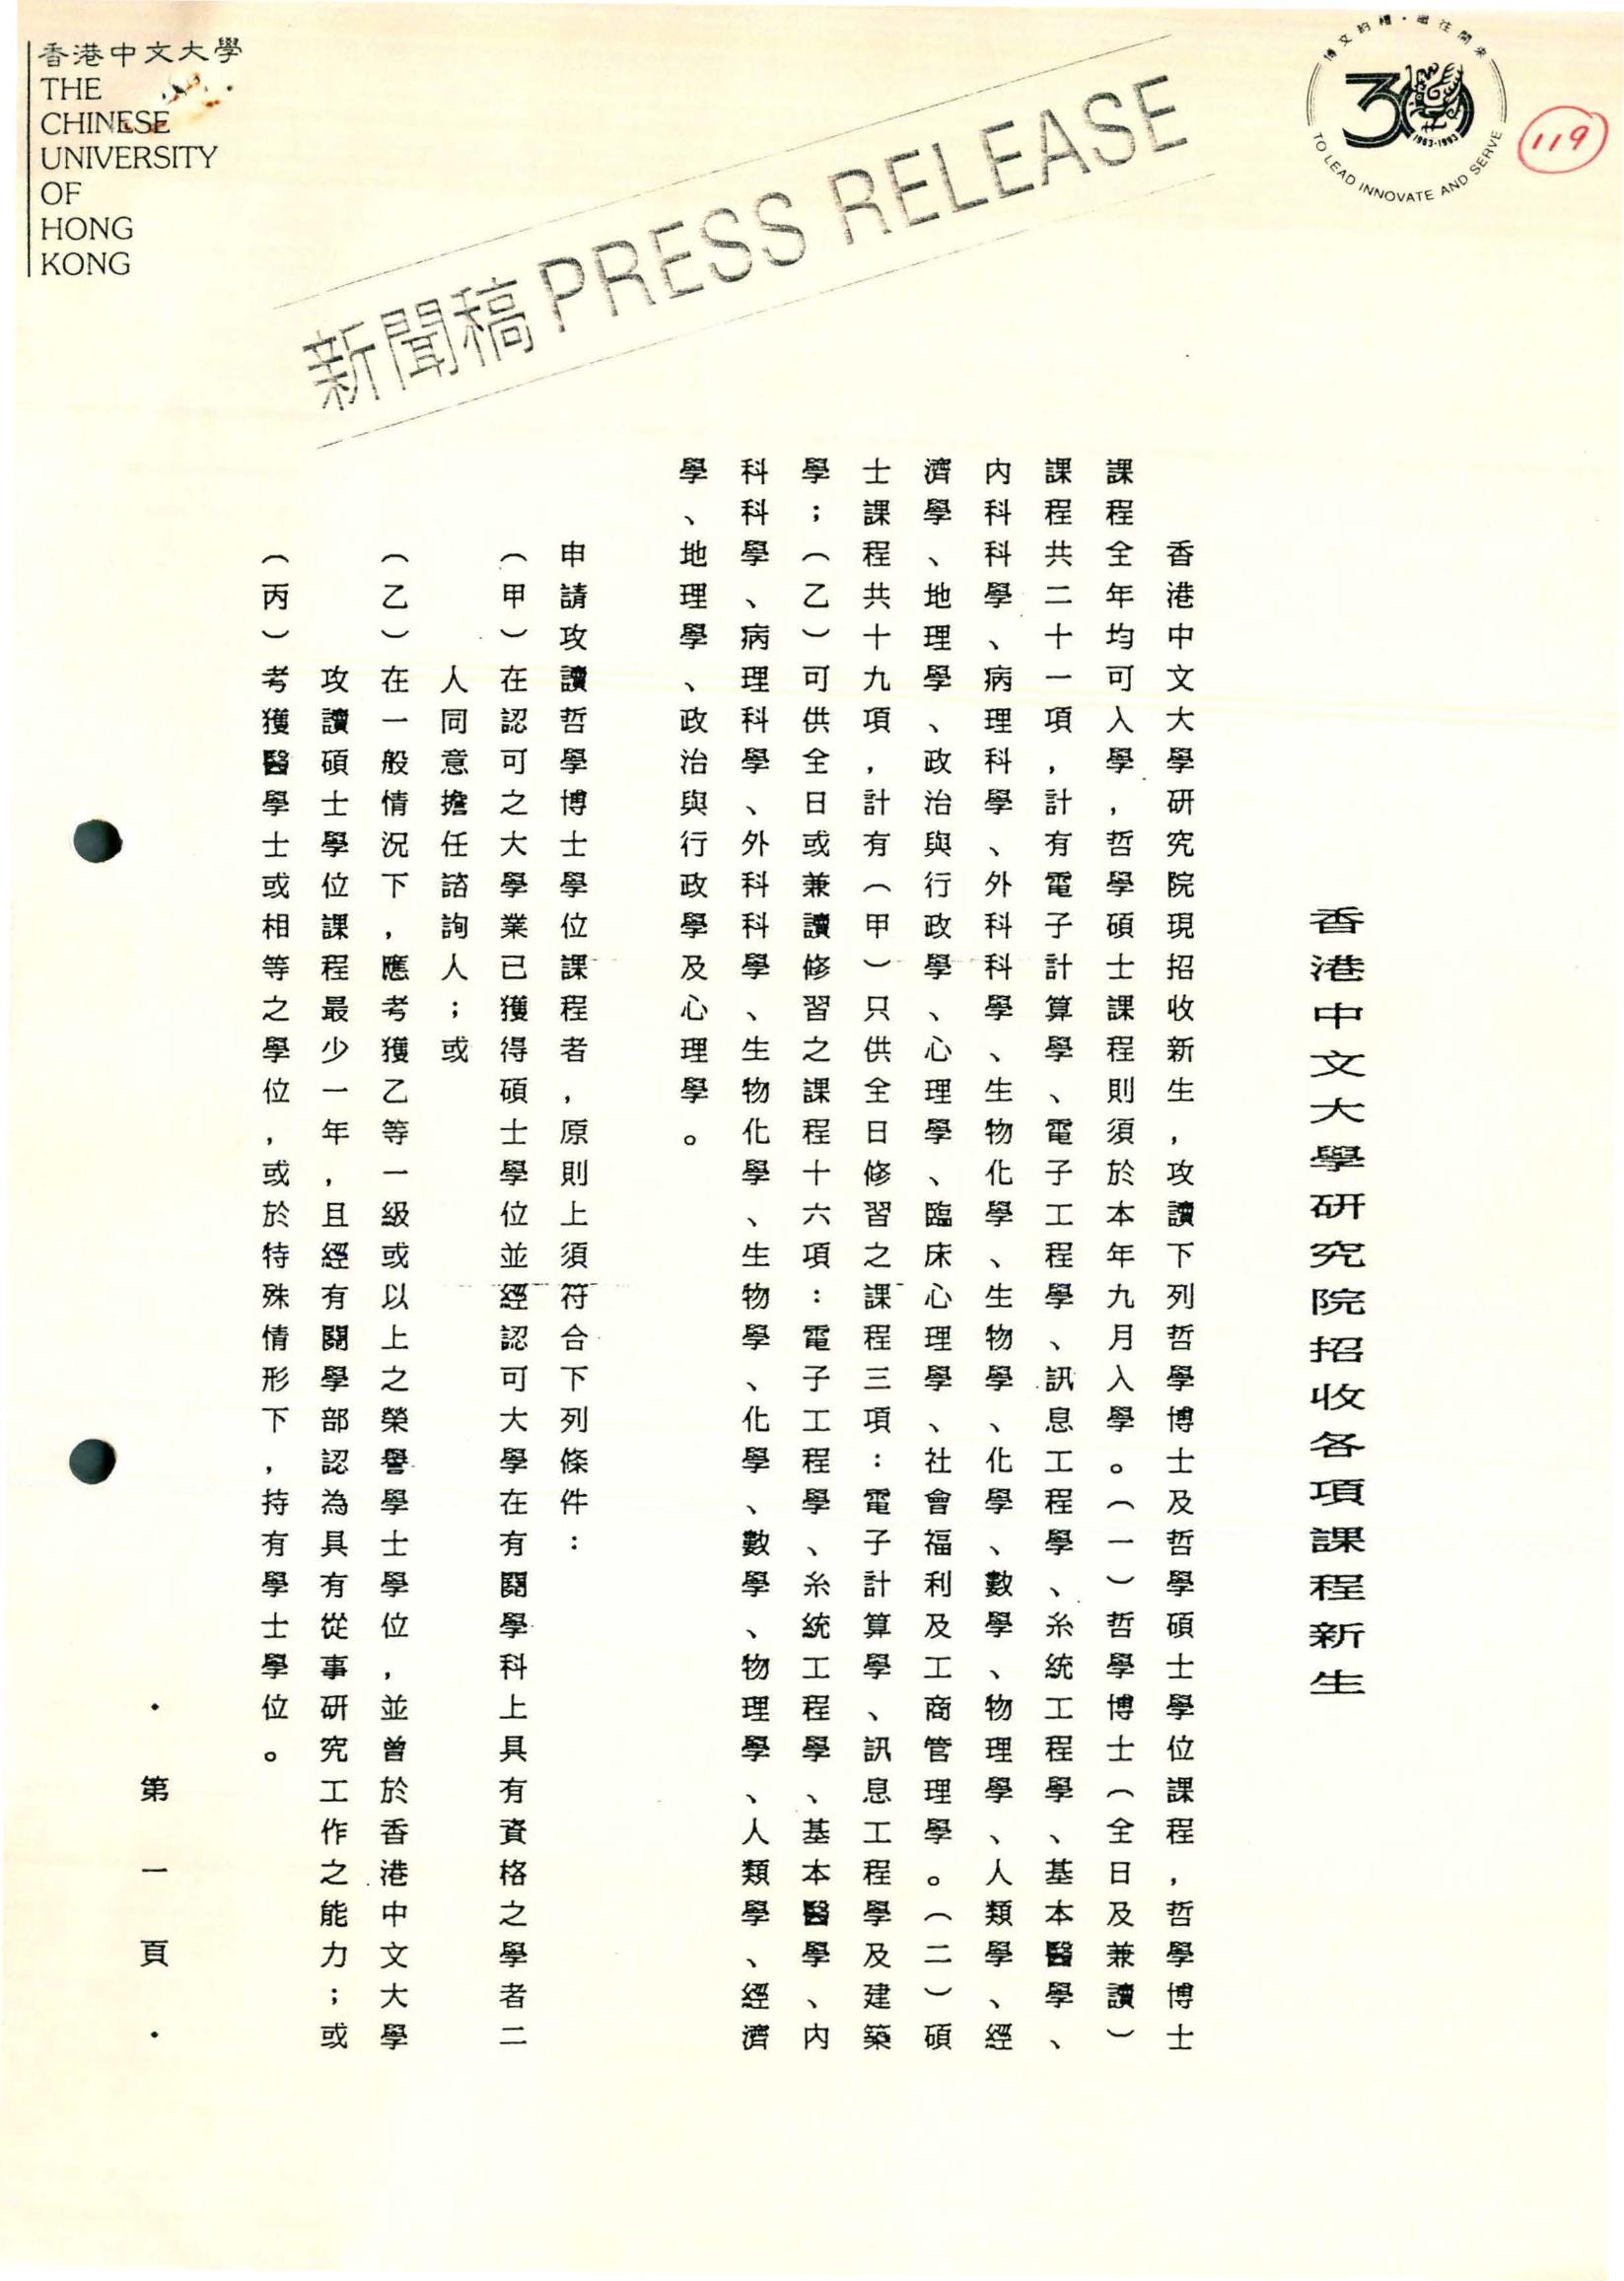 香港中文大學
THE
CHINESE
UNIVERSITY
OF
HONG
KONG
新聞稿 PRESS RELEASE
博文約禮・繼往開來
30
1963-1993
TO LEAD INNOVATE AND SERVE
119
香港中文大學研究院招收各項課程新生
香港中文大學研究院現招收新生，攻讀下列哲學博士及哲學碩士學位課程，哲學博士
課程全年均可入學，哲學碩士課程則須於本年九月入學。（一）哲學博士（全日及兼讀）
課程共二十一項，計有電子計算學、電子工程學、訊息工程學、糸統工程學、基本醫學、
內科科學、病理科學、外科科學、生物化學、生物學、化學、數學、物理學、人類學、經
濟學、地理學、政治與行政學、心理學、臨床心理學、社會福利及工商管理學。（二）碩
士課程共十九項，計有（甲）只供全日修習之課程三項：電子計算學、訊息工程學及建築
學；（乙）可供全日或兼讀修習之課程十六項：電子工程學、糸統工程學、基本醫學、內
科科學、病理科學、外科科學、生物化學、生物學、化學、數學、物理學、人類學、經濟
學、地理學、政治與行政學及心理學。
申請攻讀哲學博士學位課程者，原則上須符合下列條件：
（甲）在認可之大學業已獲得碩士學位並經認可大學在有關學科上具有資格之學者二
人同意擔任諮詢人；或
（乙）在一般情況下，應考獲乙等一級或以上之榮譽學士學位，並曾於香港中文大學
攻讀碩士學位課程最少一年，且經有關學部認為具有從事研究工作之能力；或
（丙）考獲醫學士或相等之學位，或於特殊情形下，持有學士學位。
・第一頁・